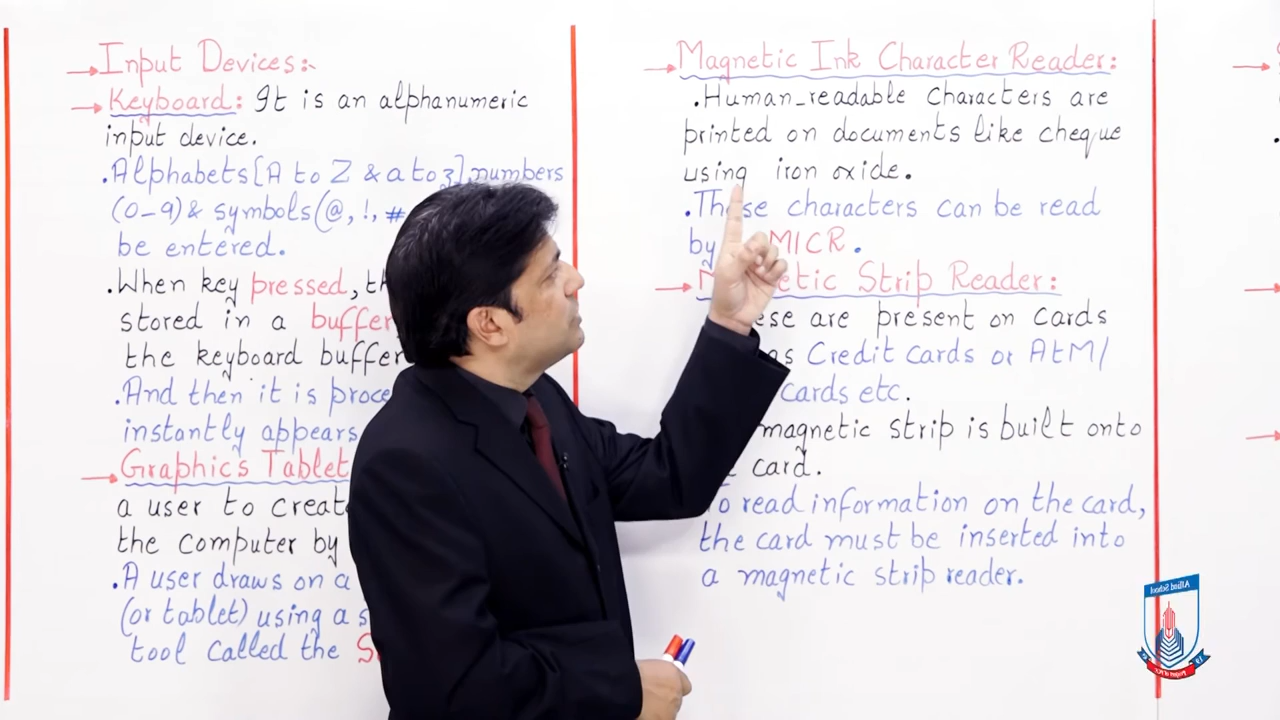 Input Devices:
Keyboard: It is an alphanumeric
input device.
.Alphabets[A to Z & a to z] numbers
(0-9)& symbols(@, !, #
be entered.
.When key pressed,
stored in a buffer
the keyboard buffer
.And then it is
instantly appears
Graphics Tablet
a user to
the computer by
.A user draws on a
(or tablet) using a
tool called the
Magnetic Ink Character Reader:
.Human-readable characters are
printed on documents like cheque
using iron oxide.
.These characters can be read
by MICR.
Strip Reader:
are present on cards
as Credit cards or AtM/
cards etc.
magnetic strip is built onto
card.
To read information on the card,
the card must be inserted into
a magnetic strip reader.
Allied School